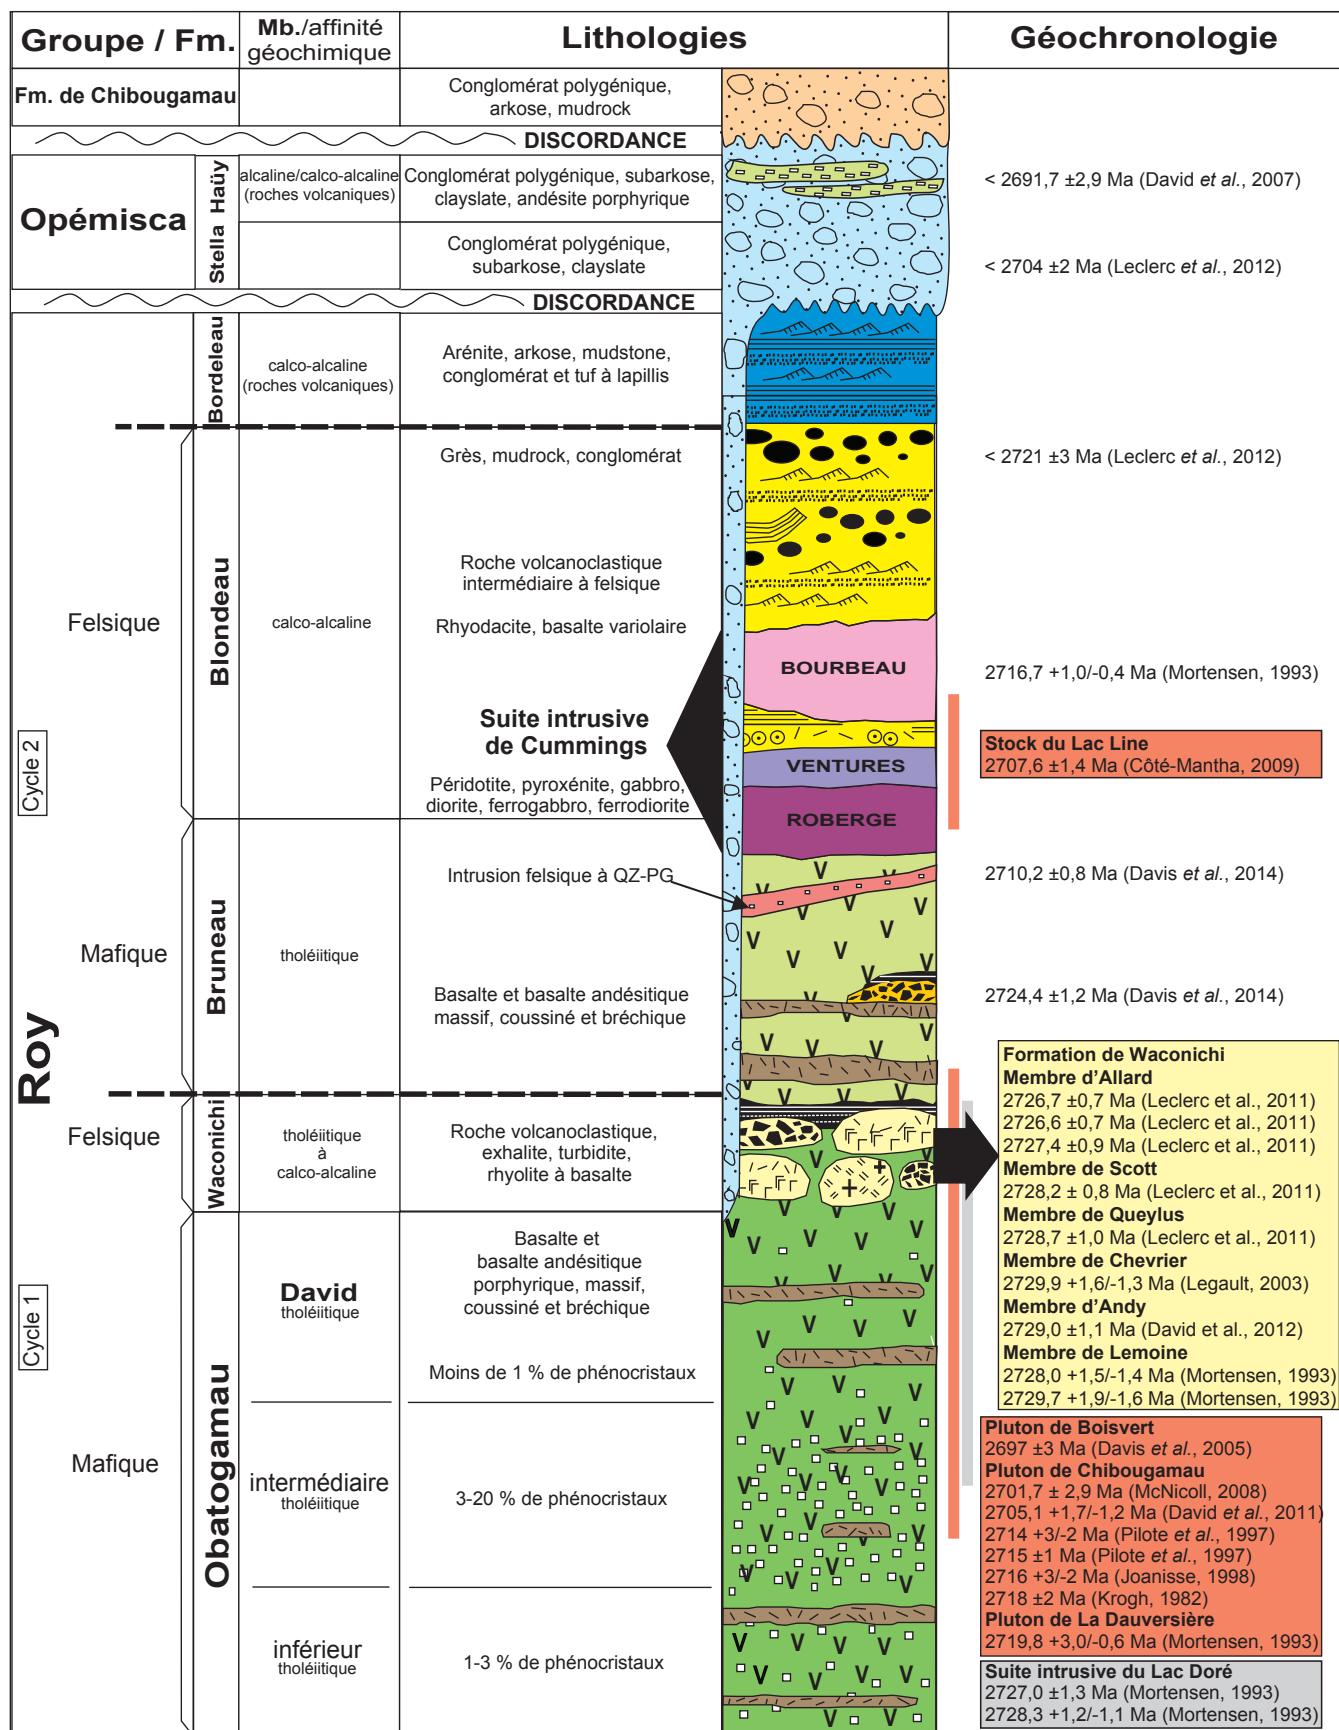 Groupe / Fm.
Mb./affinité
géochimique
Lithologies
Géochronologie
Fm. de Chibougamau
Conglomérat polygénique,
arkose, mudrock
DISCORDANCE
Opémisca
Stella Haüy
alcaline/calco-alcaline
(roches volcaniques)
Conglomérat polygénique, subarkose,
clayslate, andésite porphyrique
< 2691,7 ±2,9 Ma (David et al., 2007)
Conglomérat polygénique,
subarkose, clayslate
< 2704 ±2 Ma (Leclerc et al., 2012)
DISCORDANCE
Roy
Cycle 2
Bordeleau
calco-alcaline
(roches volcaniques)
Arénite, arkose, mudstone,
conglomérat et tuf à lapillis
Felsique
Blondeau
calco-alcaline
Grès, mudrock, conglomérat
< 2721 ±3 Ma (Leclerc et al., 2012)
Roche volcanoclastique
intermédiaire à felsique
Rhyodacite, basalte variolaire
BOURBEAU
2716,7 +1,0/-0,4 Ma (Mortensen, 1993)
Suite intrusive
de Cummings
Stock du Lac Line
2707,6 ±1,4 Ma (Côté-Mantha, 2009)
VENTURES
Péridotite, pyroxénite, gabbro,
diorite, ferrogabbro, ferrodiorite
ROBERGE
Mafique
Bruneau
tholéiitique
Intrusion felsique à QZ-PG
2710,2 ±0,8 Ma (Davis et al., 2014)
Basalte et basalte andésitique
massif, coussiné et bréchique
2724,4 ±1,2 Ma (Davis et al., 2014)
Felsique
Waconichi
tholéiitique
à
calco-alcaline
Roche volcanoclastique,
exhalite, turbidite,
rhyolite à basalte
Formation de Waconichi
Membre d'Allard
2726,7 ±0,7 Ma (Leclerc et al., 2011)
2726,6 ±0,7 Ma (Leclerc et al., 2011)
2727,4 ±0,9 Ma (Leclerc et al., 2011)
Membre de Scott
2728,2 ± 0,8 Ma (Leclerc et al., 2011)
Membre de Queylus
2728,7 ±1,0 Ma (Leclerc et al., 2011)
Membre de Chevrier
2729,9 +1,6/-1,3 Ma (Legault, 2003)
Membre d'Andy
2729,0 ±1,1 Ma (David et al., 2012)
Membre de Lemoine
2728,0 +1,5/-1,4 Ma (Mortensen, 1993)
2729,7 +1,9/-1,6 Ma (Mortensen, 1993)
Cycle 1
Mafique
Obatogamau
David
tholéiitique
Basalte et
basalte andésitique
porphyrique, massif,
coussiné et bréchique
Moins de 1 % de phénocristaux
intermédiaire
tholéiitique
3-20 % de phénocristaux
inférieur
tholéiitique
1-3 % de phénocristaux
Pluton de Boisvert
2697 ±3 Ma (Davis et al., 2005)
Pluton de Chibougamau
2701,7 ± 2,9 Ma (McNicoll, 2008)
2705,1 +1,7/-1,2 Ma (David et al., 2011)
2714 +3/-2 Ma (Pilote et al., 1997)
2715 ±1 Ma (Pilote et al., 1997)
2716 +3/-2 Ma (Joanisse, 1998)
2718 ±2 Ma (Krogh, 1982)
Pluton de La Dauversière
2719,8 +3,0/-0,6 Ma (Mortensen, 1993)
Suite intrusive du Lac Doré
2727,0 ±1,3 Ma (Mortensen, 1993)
2728,3 +1,2/-1,1 Ma (Mortensen, 1993)